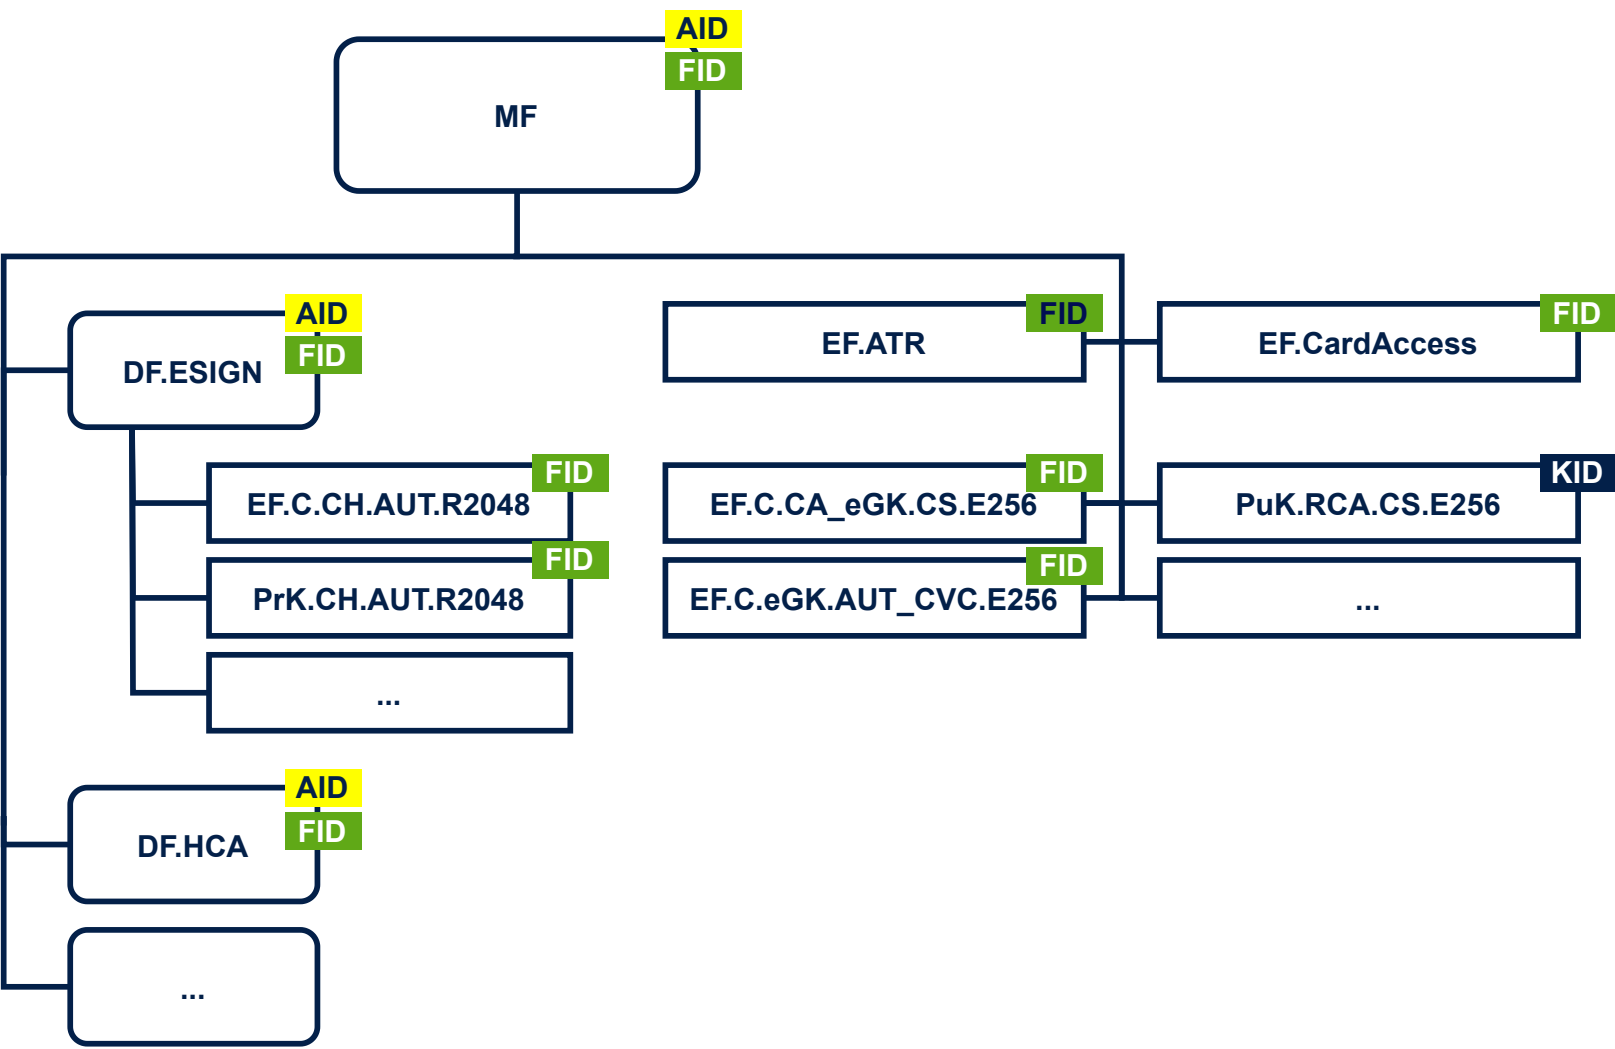 AID
FID
MF
AID
FID
DF.ESIGN
FID
EF.C.CH.AUT.R2048
FID
PrK.CH.AUT.R2048
...
AID
FID
DF.HCA
...
FID
EF.ATR
FID
EF.CardAccess
FID
EF.C.CA_eGK.CS.E256
KID
PuK.RCA.CS.E256
FID
EF.C.eGK.AUT_CVC.E256
...